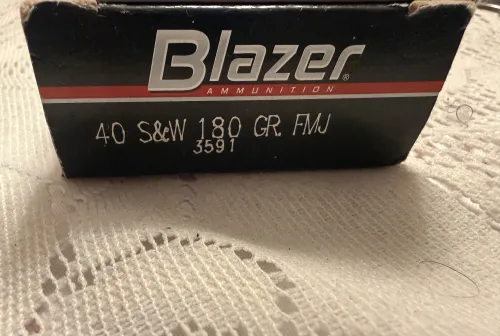 Blazer®
AMMUNITION
40 S&W 180 GR. FMJ
3591